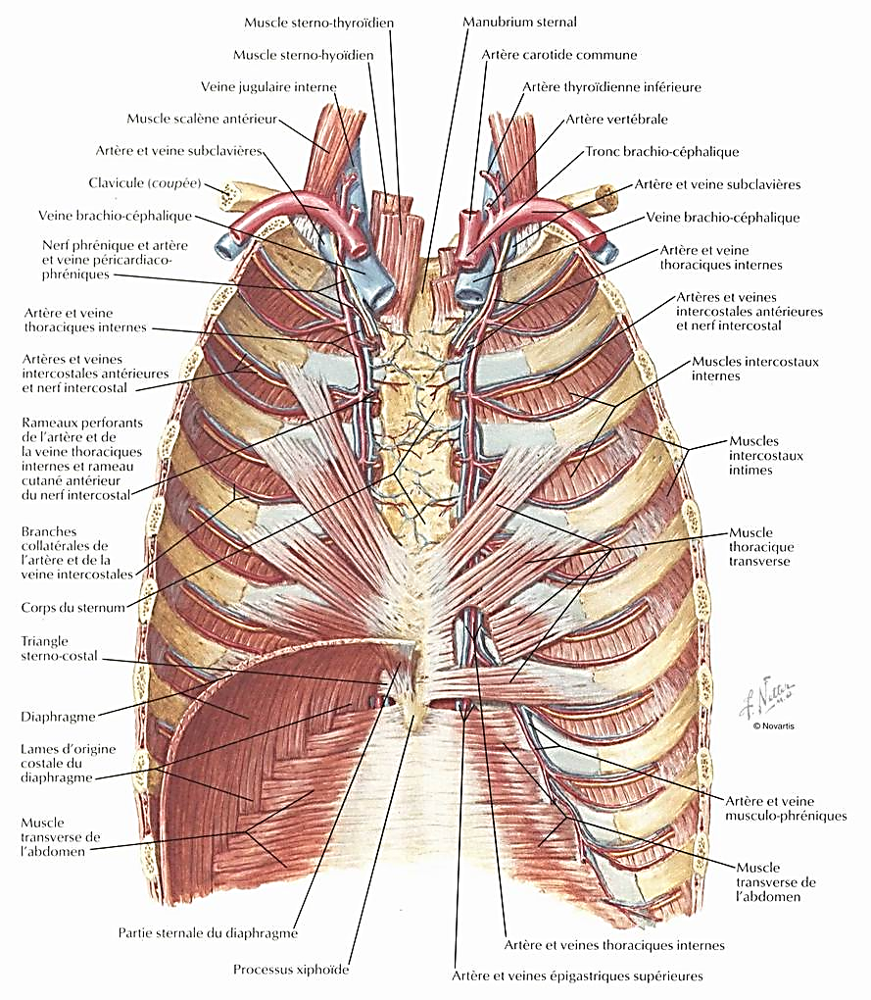 Muscle sterno-thyroïdien
Muscle sterno-hyoïdien
Veine jugulaire interne
Muscle scalène antérieur
Artère et veine subclavières
Clavicule (coupée)
Veine brachio-céphalique
Nerf phrénique et artère
et veine péricardiaco-
phréniques
Artère et veine
thoraciques internes
Artères et veines
intercostales antérieures
et nerf intercostal
Rameaux perforants
de l'artère et de
la veine thoraciques
internes et rameau
cutané antérieur
du nerf intercostal
Branches
collatérales de
l'artère et de la
veine intercostales
Corps du sternum
Triangle
sterno-costal
Diaphragme
Lames d'origine
costale du
diaphragme
Muscle
transverse de
l'abdomen
Partie sternale du diaphragme
Processus xiphoïde
Manubrium sternal
Artère carotide commune
Artère thyroïdienne inférieure
Artère vertébrale
Tronc brachio-céphalique
Artère et veine subclavières
Veine brachio-céphalique
Artère et veine
thoraciques internes
Artères et veines
intercostales antérieures
et nerf intercostal
Muscles intercostaux
internes
Muscles
intercostaux
intimes
Muscle
thoracique
transverse
F. Netter
M.D.
© Novartis
Artère et veine
musculo-phréniques
Muscle
transverse de
l'abdomen
Artère et veines thoraciques internes
Artère et veines épigastriques supérieures